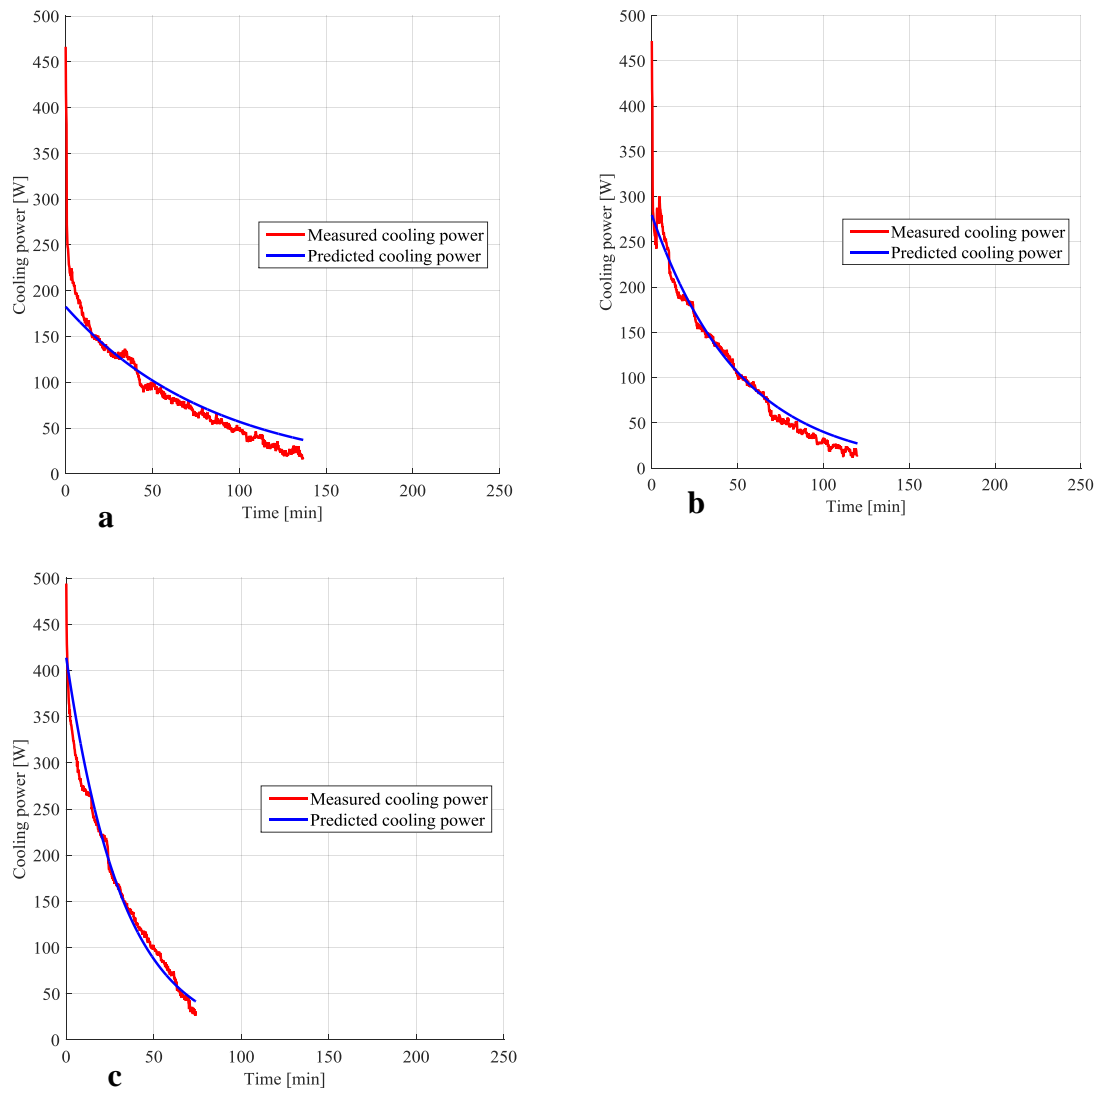 500
450
400
350
300
250
200
150
100
50
0
Cooling power [W]
Measured cooling power
Predicted cooling power
0 50 100 150 200 250
Time [min]
a
500
450
400
350
300
250
200
150
100
50
0
Cooling power [W]
Measured cooling power
Predicted cooling power
0 50 100 150 200 250
Time [min]
b
500
450
400
350
300
250
200
150
100
50
0
Cooling power [W]
Measured cooling power
Predicted cooling power
0 50 100 150 200 250
Time [min]
c